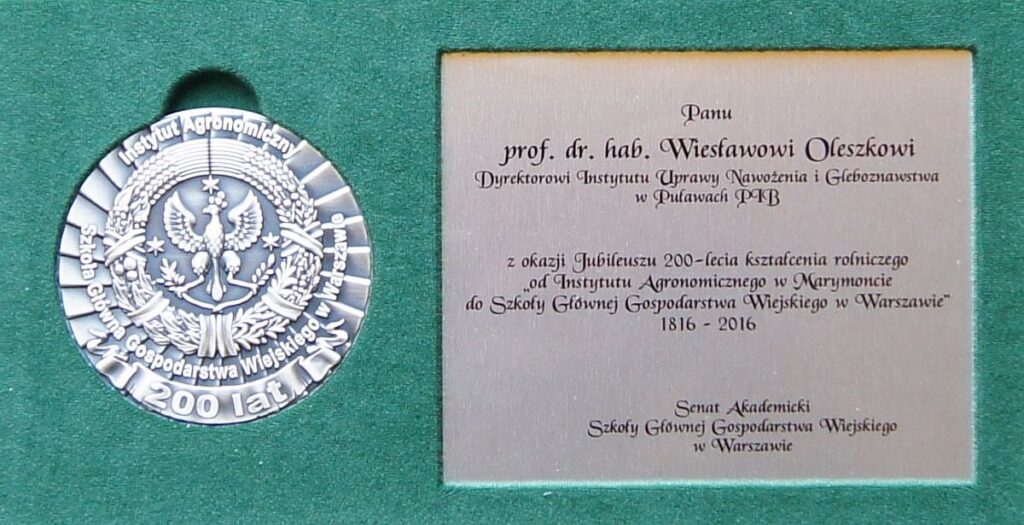 Instytut Agronomiczny
Szkoła Główna Gospodarstwa Wiejskiego w Warszawie
200 lat
Panu
prof. dr. hab. Wiesławowi Oleszkowi
Dyrektorowi Instytutu Uprawy Nawożenia i Gleboznawstwa
w Puławach PIB
z okazji Jubileuszu 200-lecia kształcenia rolniczego
„od Instytutu Agronomicznego w Marymoncie
do Szkoły Głównej Gospodarstwa Wiejskiego w Warszawie”
1816 - 2016
Senat Akademicki
Szkoły Głównej Gospodarstwa Wiejskiego
w Warszawie